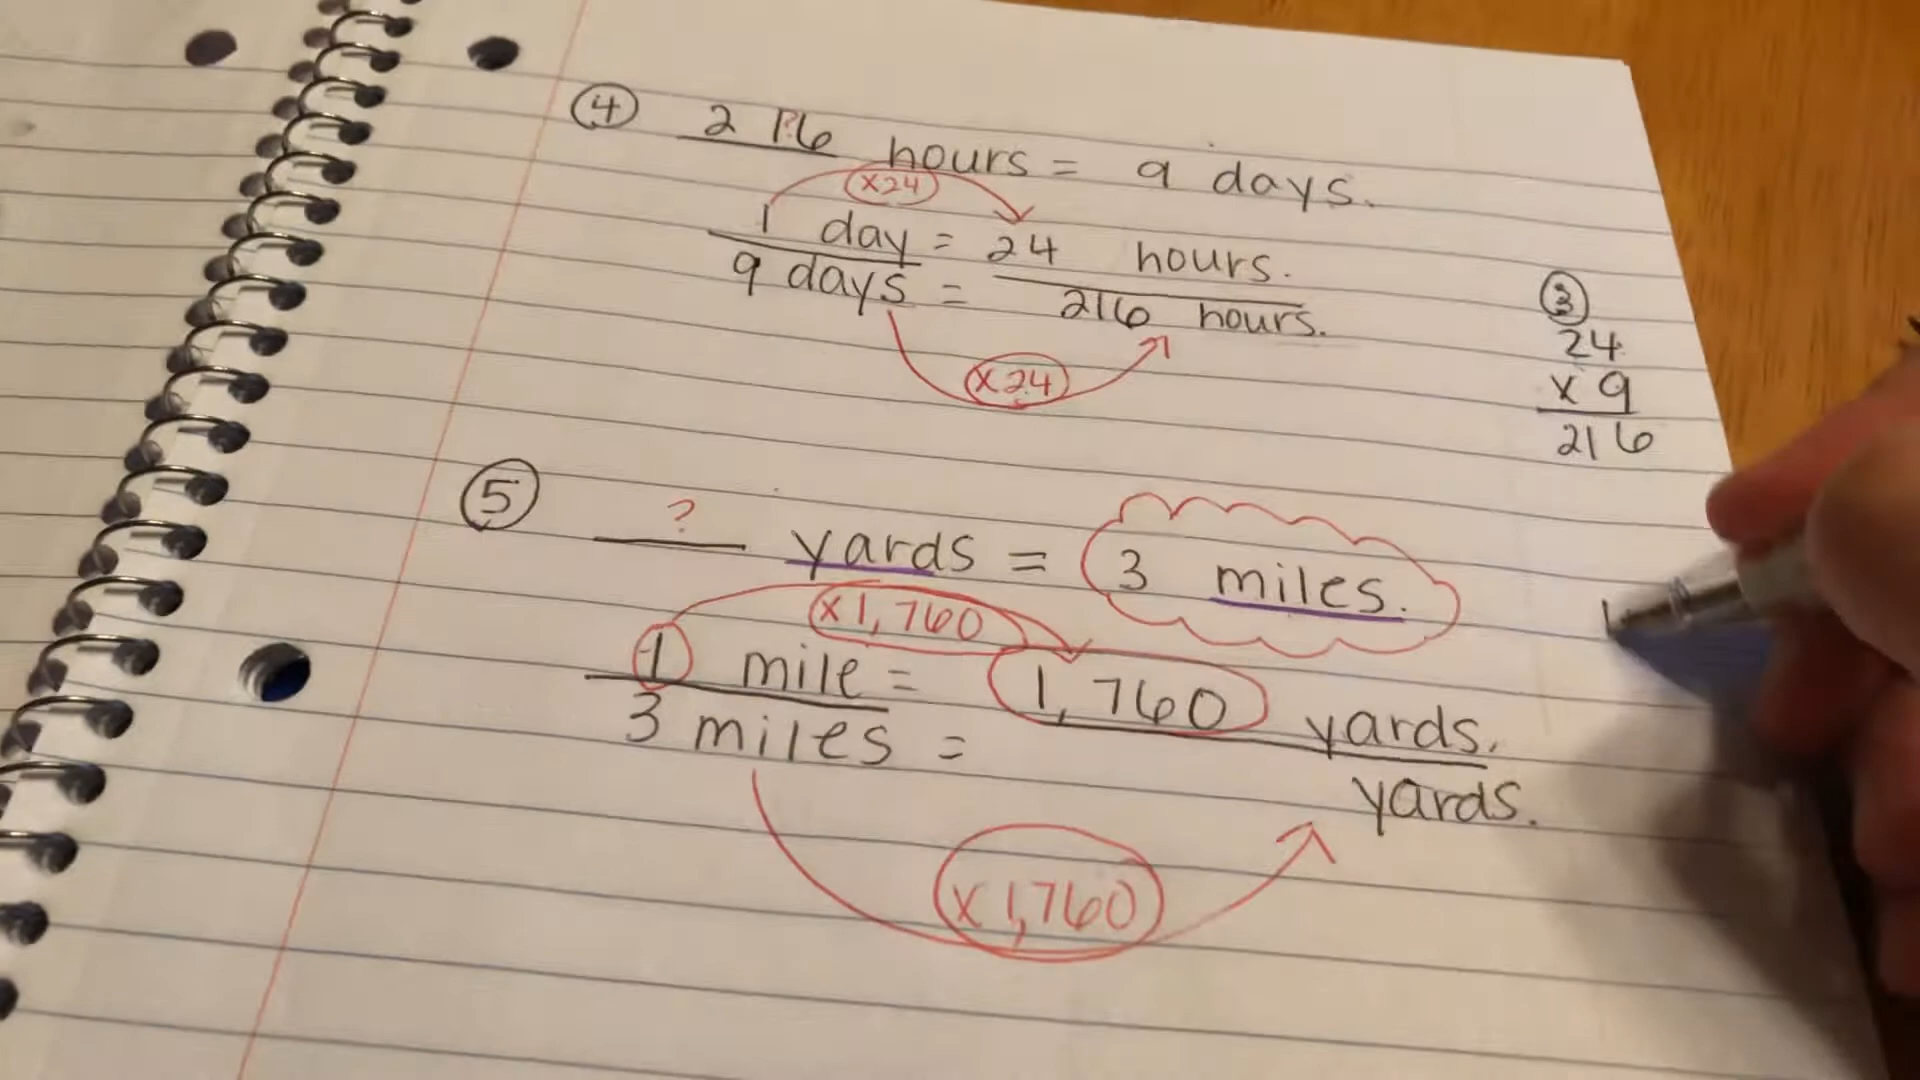 ④ 216 hours = 9 days.
x24
1 day = 24 hours.
9 days = 216 hours.
x24
③
24
x 9
216
⑤ ? yards = 3 miles.
x1,760
1 mile = 1,760 yards.
3 miles = yards.
x 1,760